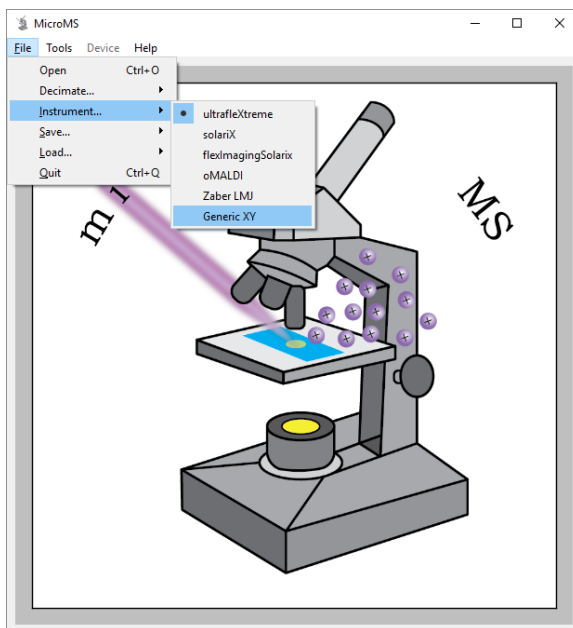 MicroMS
File Tools Device Help
Open Ctrl+O
Decimate...
Instrument...
Save...
Load...
Quit Ctrl+Q
ultrafleXtreme
solariX
flexImagingSolarix
oMALDI
Zaber LMJ
Generic XY
m i
MS